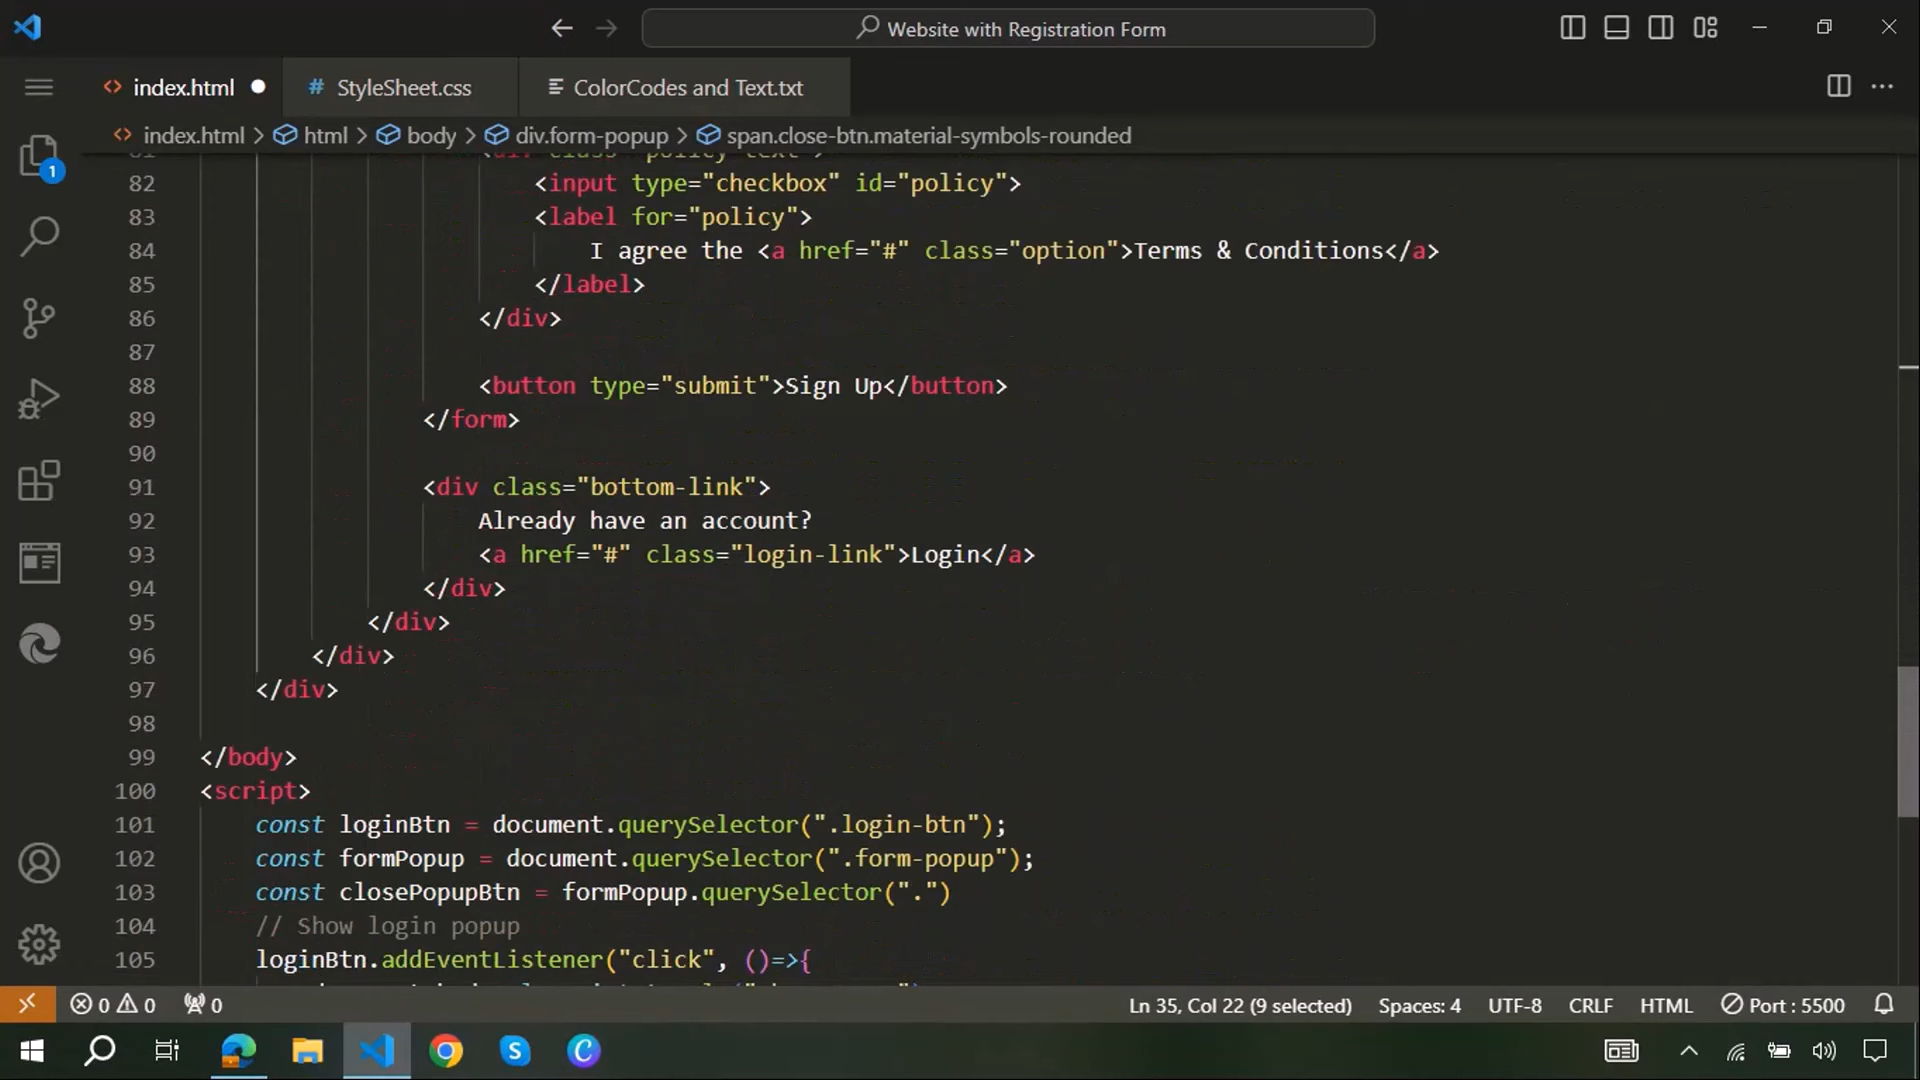 Website with Registration Form
index.html
# StyleSheet.css
ColorCodes and Text.txt
<> index.html > html > body > div.form-popup > span.close-btn.material-symbols-rounded
1
82 <input type="checkbox" id="policy">
83 <label for="policy">
84 I agree the <a href="#" class="option">Terms & Conditions</a>
85 </label>
86 </div>
87
88 <button type="submit">Sign Up</button>
89 </form>
90
91 <div class="bottom-link">
92 Already have an account?
93 <a href="#" class="login-link">Login</a>
94 </div>
95 </div>
96 </div>
97 </div>
98
99 </body>
100 <script>
101 const loginBtn = document.querySelector(".login-btn");
102 const formPopup = document.querySelector(".form-popup");
103 const closePopupBtn = formPopup.querySelector(".")
104 // Show login popup
105 loginBtn.addEventListener("click", ()=>{
0 0 0
Ln 35, Col 22 (9 selected) Spaces: 4 UTF-8 CRLF HTML Port : 5500